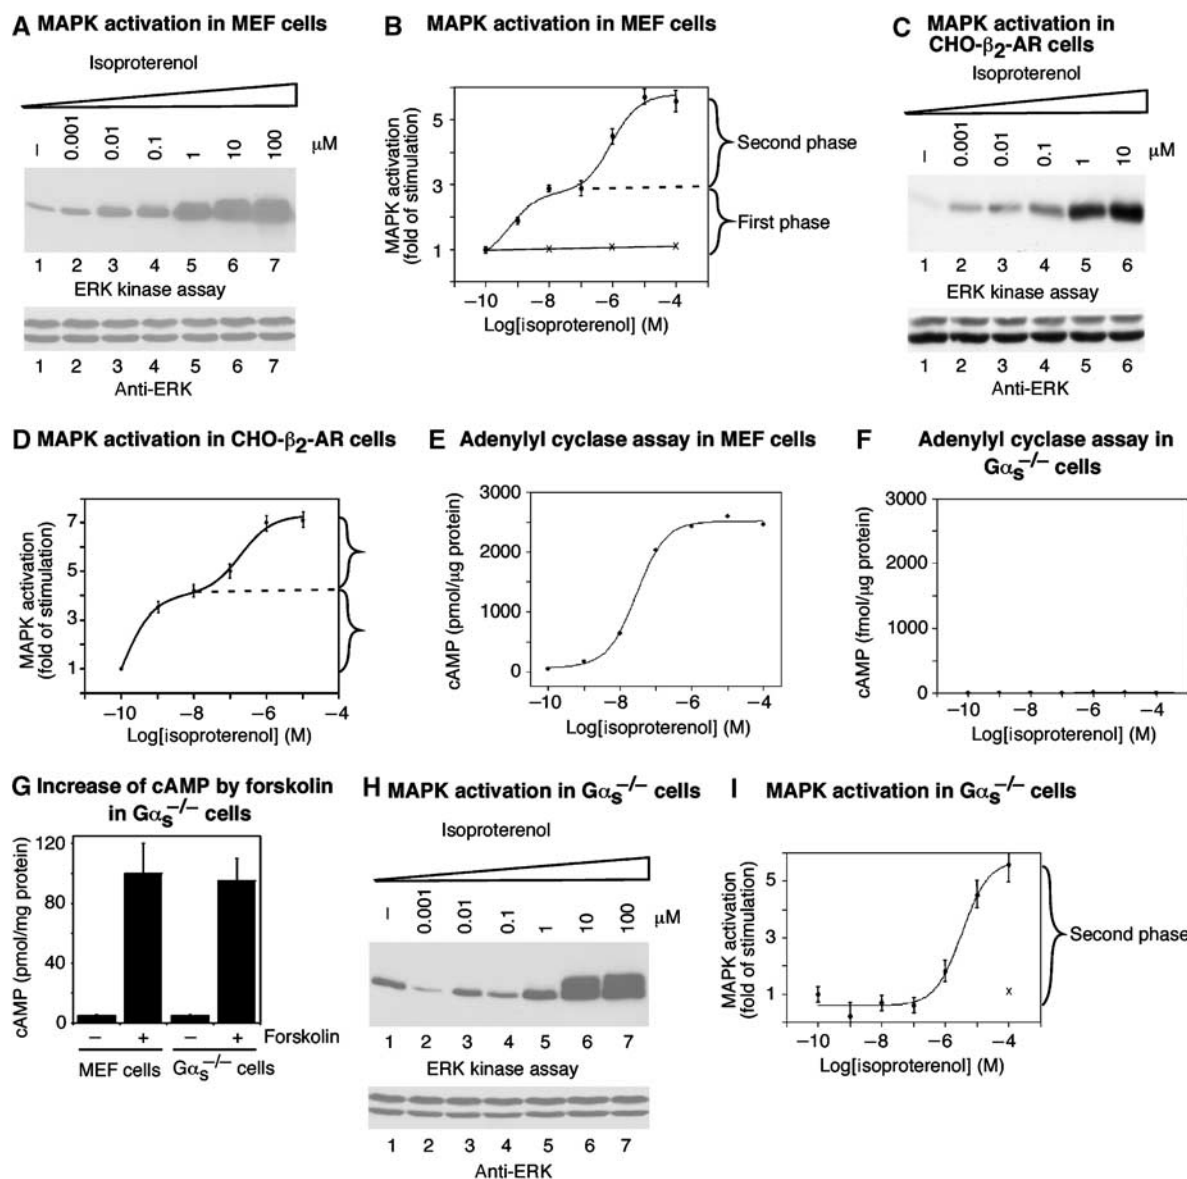 A MAPK activation in MEF cells
Isoproterenol
– 0.001 0.01 0.1 1 10 100 μM
1 2 3 4 5 6 7
ERK kinase assay
1 2 3 4 5 6 7
Anti-ERK
B MAPK activation in MEF cells
MAPK activation
(fold of stimulation)
5
3
1
–10 –8 –6 –4
Log[isoproterenol] (M)
Second phase
First phase
C MAPK activation in
CHO-β2-AR cells
Isoproterenol
– 0.001 0.01 0.1 1 10 μM
1 2 3 4 5 6
ERK kinase assay
1 2 3 4 5 6
Anti-ERK
D MAPK activation in CHO-β2-AR cells
MAPK activation
(fold of stimulation)
7
5
3
1
–10 –8 –6 –4
Log[isoproterenol] (M)
E Adenylyl cyclase assay in MEF cells
cAMP (pmol/μg protein)
3000
2000
1000
0
–10 –8 –6 –4
Log[isoproterenol] (M)
F Adenylyl cyclase assay in
Gαs–/– cells
cAMP (fmol/μg protein)
3000
2000
1000
0
–10 –8 –6 –4
Log[isoproterenol] (M)
G Increase of cAMP by forskolin
in Gαs–/– cells
cAMP (pmol/mg protein)
120
80
40
0
– + – + Forskolin
MEF cells Gαs–/– cells
H MAPK activation in Gαs–/– cells
Isoproterenol
– 0.001 0.01 0.1 1 10 100 μM
1 2 3 4 5 6 7
ERK kinase assay
1 2 3 4 5 6 7
Anti-ERK
I MAPK activation in Gαs–/– cells
MAPK activation
(fold of stimulation)
5
3
1
–10 –8 –6 –4
Log[isoproterenol] (M)
Second phase